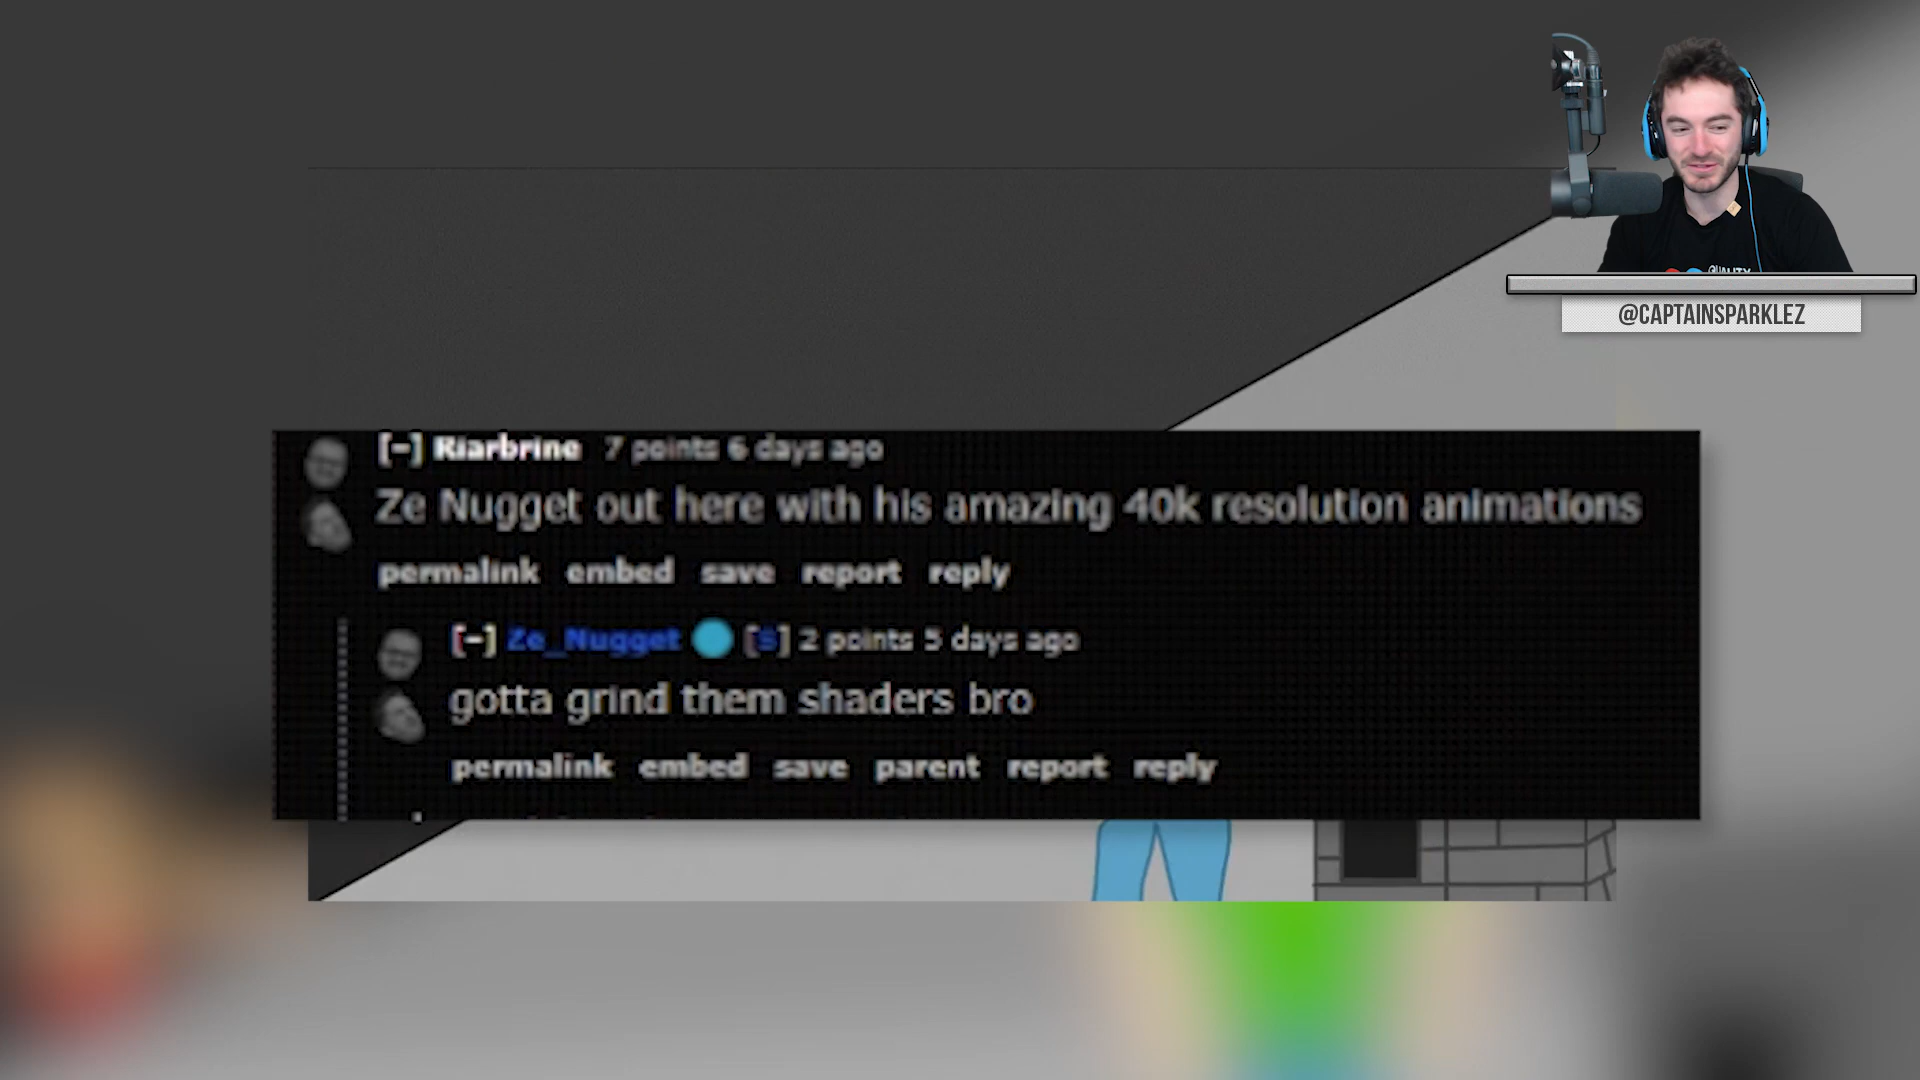 @CAPTAINSPARKLEZ
[-] Riarbrine 7 points 6 days ago
Ze Nugget out here with his amazing 40k resolution animations
permalink embed save report reply
[-] Ze_Nugget [S] 2 points 5 days ago
gotta grind them shaders bro
permalink embed save parent report reply